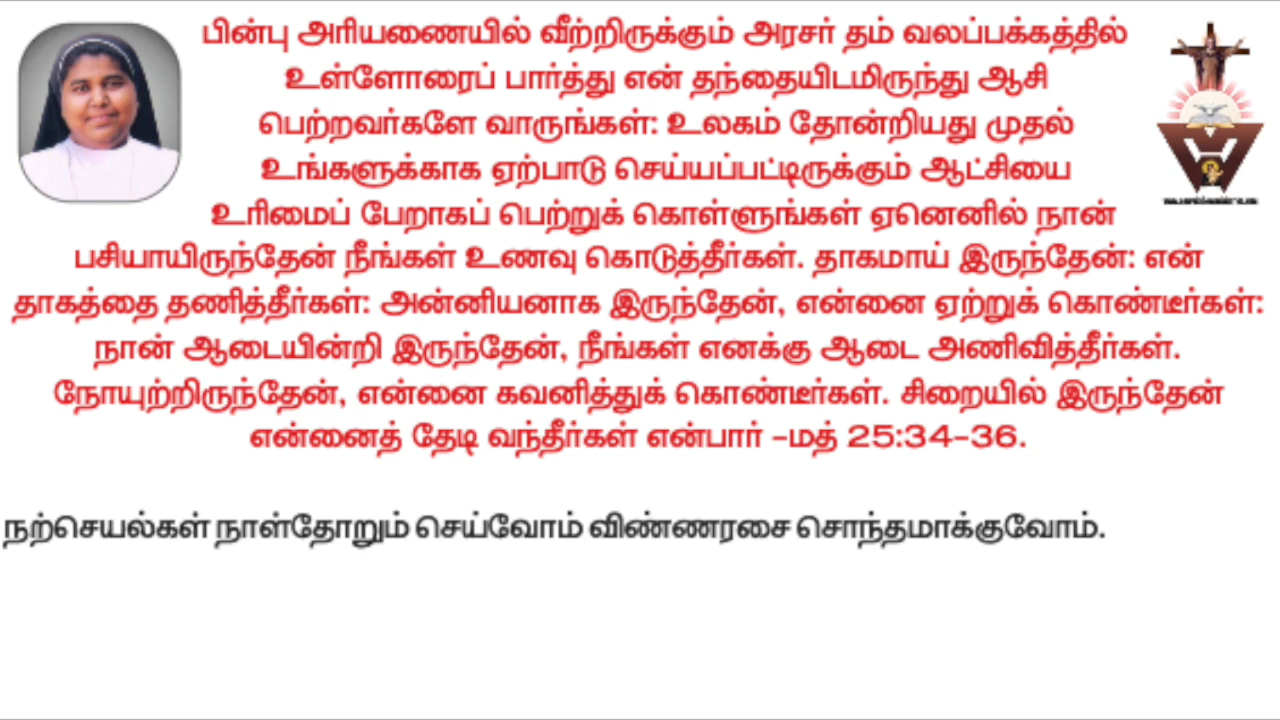 பின்பு அரியணையில் வீற்றிருக்கும் அரசர் தம் வலப்பக்கத்தில்
உள்ளோரைப் பார்த்து என் தந்தையிடமிருந்து ஆசி
பெற்றவர்களே வாருங்கள்: உலகம் தோன்றியது முதல்
உங்களுக்காக ஏற்பாடு செய்யப்பட்டிருக்கும் ஆட்சியை
உரிமைப் பேறாகப் பெற்றுக் கொள்ளுங்கள் ஏனெனில் நான்
பசியாயிருந்தேன் நீங்கள் உணவு கொடுத்தீர்கள். தாகமாய் இருந்தேன்: என்
தாகத்தை தணித்தீர்கள்: அன்னியனாக இருந்தேன், என்னை ஏற்றுக் கொண்டீர்கள்:
நான் ஆடையின்றி இருந்தேன், நீங்கள் எனக்கு ஆடை அணிவித்தீர்கள்.
நோயுற்றிருந்தேன், என்னை கவனித்துக் கொண்டீர்கள். சிறையில் இருந்தேன்
என்னைத் தேடி வந்தீர்கள் என்பார் -மத் 25:34-36.
நற்செயல்கள் நாள்தோறும் செய்வோம் விண்ணரசை சொந்தமாக்குவோம்.